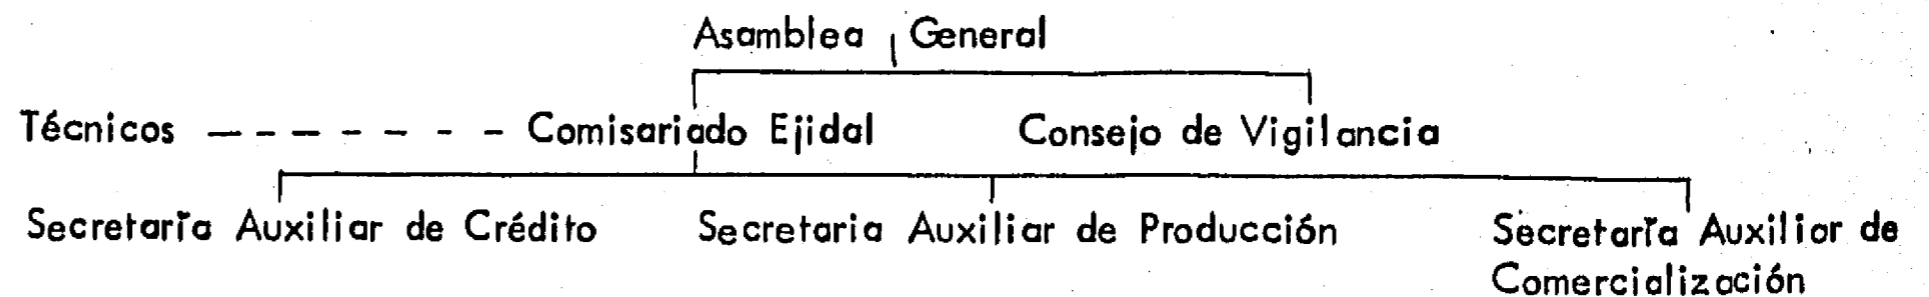 Asamblea General
Técnicos Comisariado Ejidal Consejo de Vigilancia
Secretaría Auxiliar de Crédito Secretaria Auxiliar de Producción Secretaría Auxiliar de
Comercialización